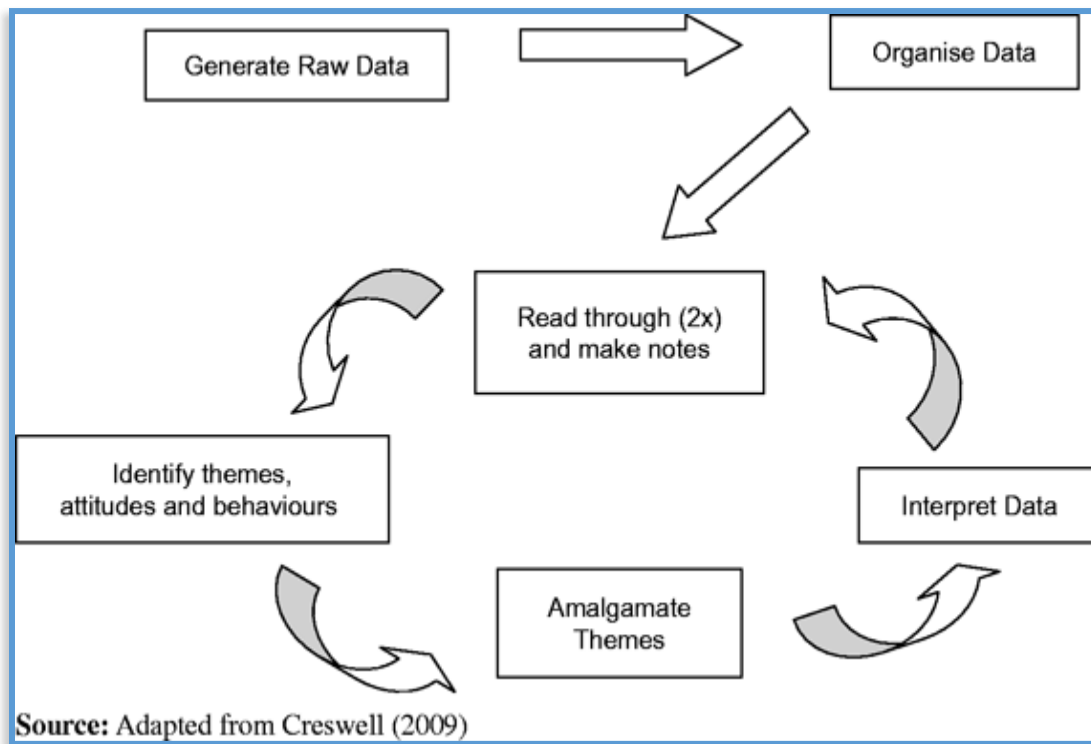 Generate Raw Data
Organise Data
Read through (2x)
and make notes
Identify themes,
attitudes and behaviours
Interpret Data
Amalgamate
Themes
Source: Adapted from Creswell (2009)